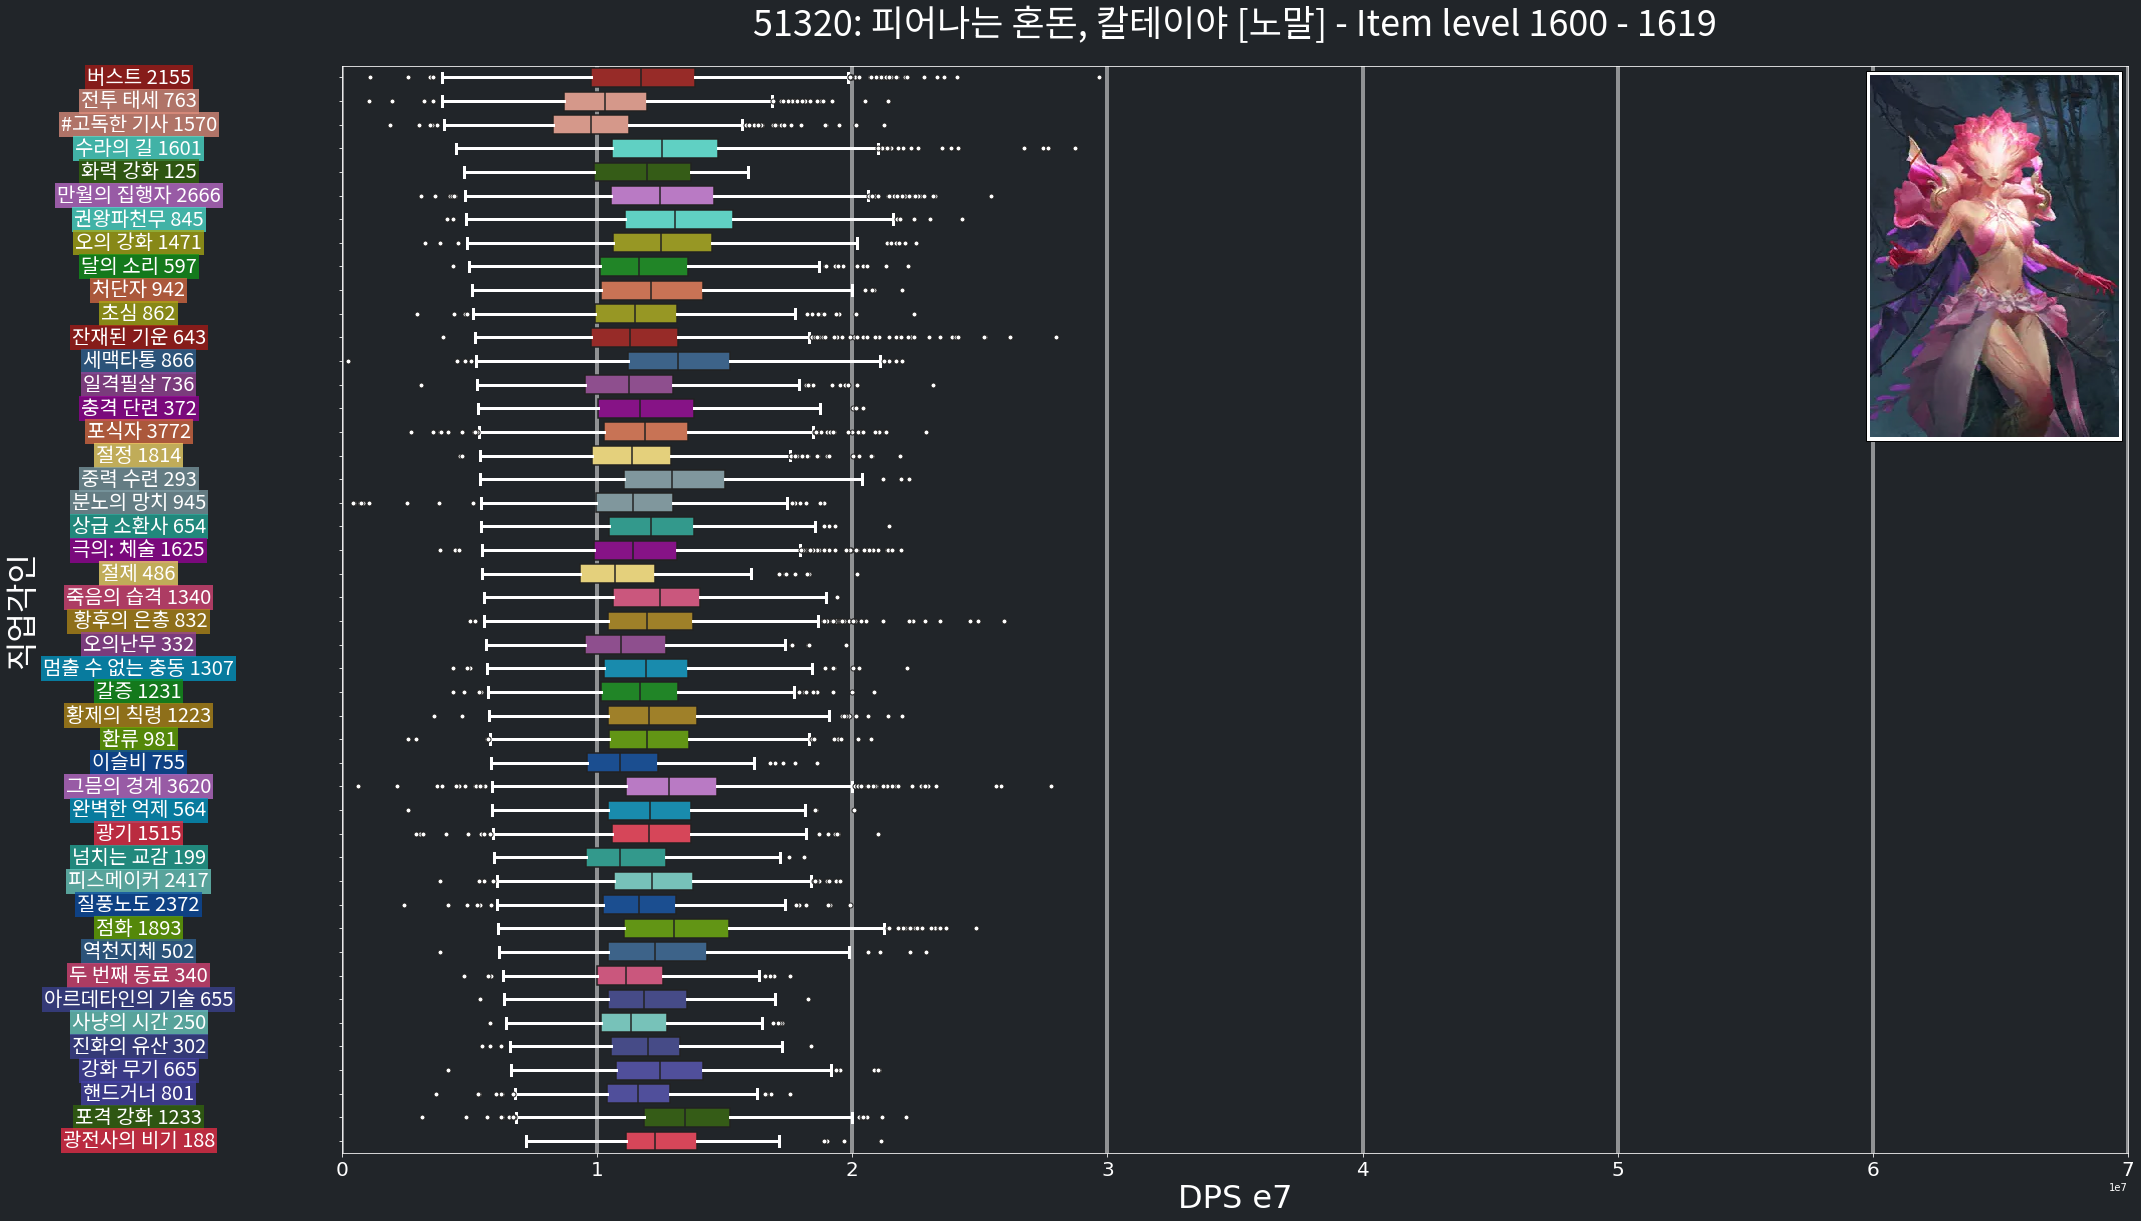 51320: 피어나는 혼돈, 칼테이야 [노말] - Item level 1600 - 1619
직업각인
버스트 2155
전투 태세 763
#고독한 기사 1570
수라의 길 1601
화력 강화 125
만월의 집행자 2666
권왕파천무 845
오의 강화 1471
달의 소리 597
처단자 942
초심 862
잔재된 기운 643
세맥타통 866
일격필살 736
충격 단련 372
포식자 3772
절정 1814
중력 수련 293
분노의 망치 945
상급 소환사 654
극의: 체술 1625
절제 486
죽음의 습격 1340
황후의 은총 832
오의난무 332
멈출 수 없는 충동 1307
갈증 1231
황제의 칙령 1223
환류 981
이슬비 755
그믐의 경계 3620
완벽한 억제 564
광기 1515
넘치는 교감 199
피스메이커 2417
질풍노도 2372
점화 1893
역천지체 502
두 번째 동료 340
아르데타인의 기술 655
사냥의 시간 250
진화의 유산 302
강화 무기 665
핸드거너 801
포격 강화 1233
광전사의 비기 188
0 1 2 3 4 5 6 7
DPS e7
1e7